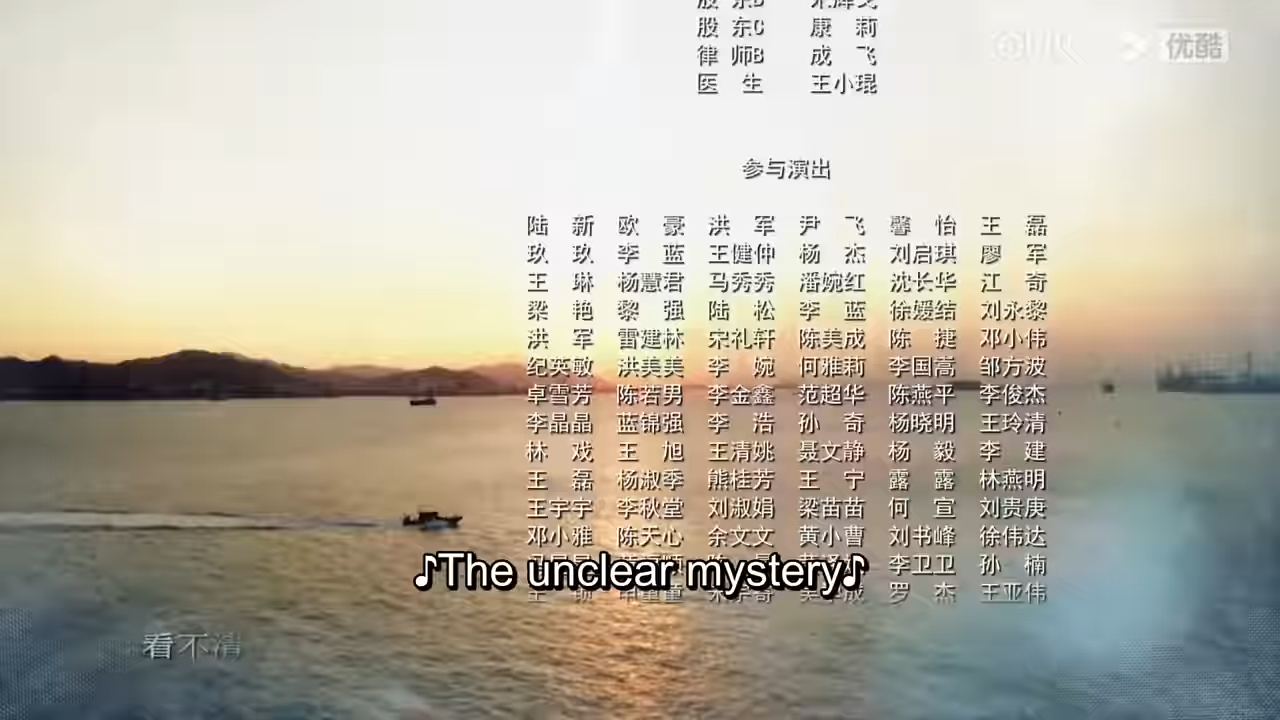 股东C 康莉
律师B 成飞
医生 王小琨
优酷
参与演出
陆新 欧豪 洪军 尹飞 馨怡 王磊
玖玖 李蓝 王健仲 杨杰 刘启琪 廖军
王琳 杨慧君 马秀秀 潘婉红 沈长华 江奇
梁艳 黎强 陆松 李蓝 徐媛结 刘永黎
洪军 雷建林 宋礼轩 陈美成 陈捷 邓小伟
纪英敏 洪美美 李婉 何雅莉 李国嵩 邹方波
卓雪芳 陈若男 李金鑫 范超华 陈燕平 李俊杰
李晶晶 蓝锦强 李浩 孙奇 杨晓明 王玲清
林戏 王旭 王清姚 聂文静 杨毅 李建
王磊 杨淑季 熊桂芳 王宁 露露 林燕明
王宇宇 李秋堂 刘淑娟 梁苗苗 何宣 刘贵庚
邓小雅 陈天心 余文文 黄小曹 刘书峰 徐伟达
李卫卫 孙楠
♪The unclear mystery♪
罗杰 王亚伟
看不清